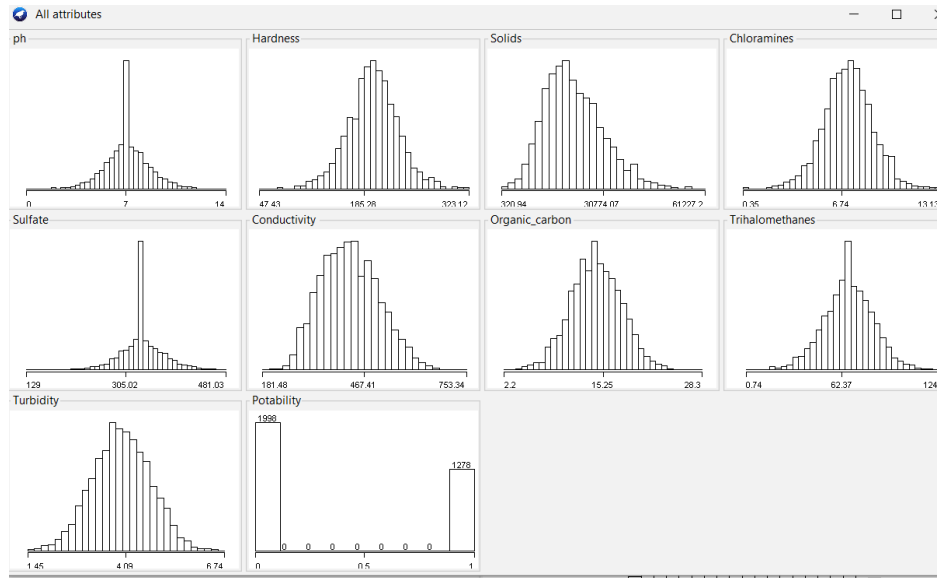 All attributes
ph
Hardness
Solids
Chloramines
0 7 14
47.43 185.28 323.12
320.94 30774.07 61227.2
0.35 6.74 13.13
Sulfate
Conductivity
Organic_carbon
Trihalomethanes
129 305.02 481.03
181.48 467.41 753.34
2.2 15.25 28.3
0.74 62.37 124
Turbidity
Potability
1998
1278
0 0 0 0 0 0 0
1.45 4.09 6.74
0 0.5 1